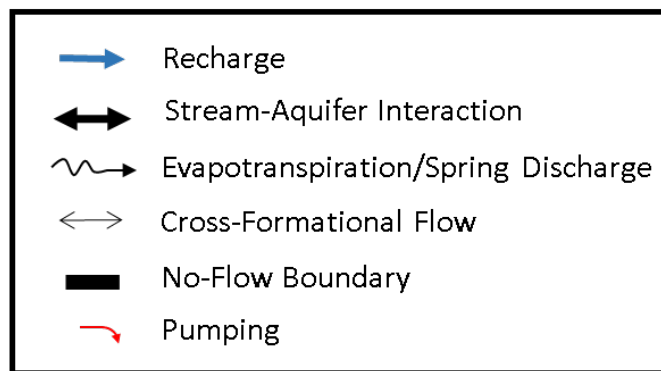 Recharge
Stream-Aquifer Interaction
Evapotranspiration/Spring Discharge
Cross-Formational Flow
No-Flow Boundary
Pumping